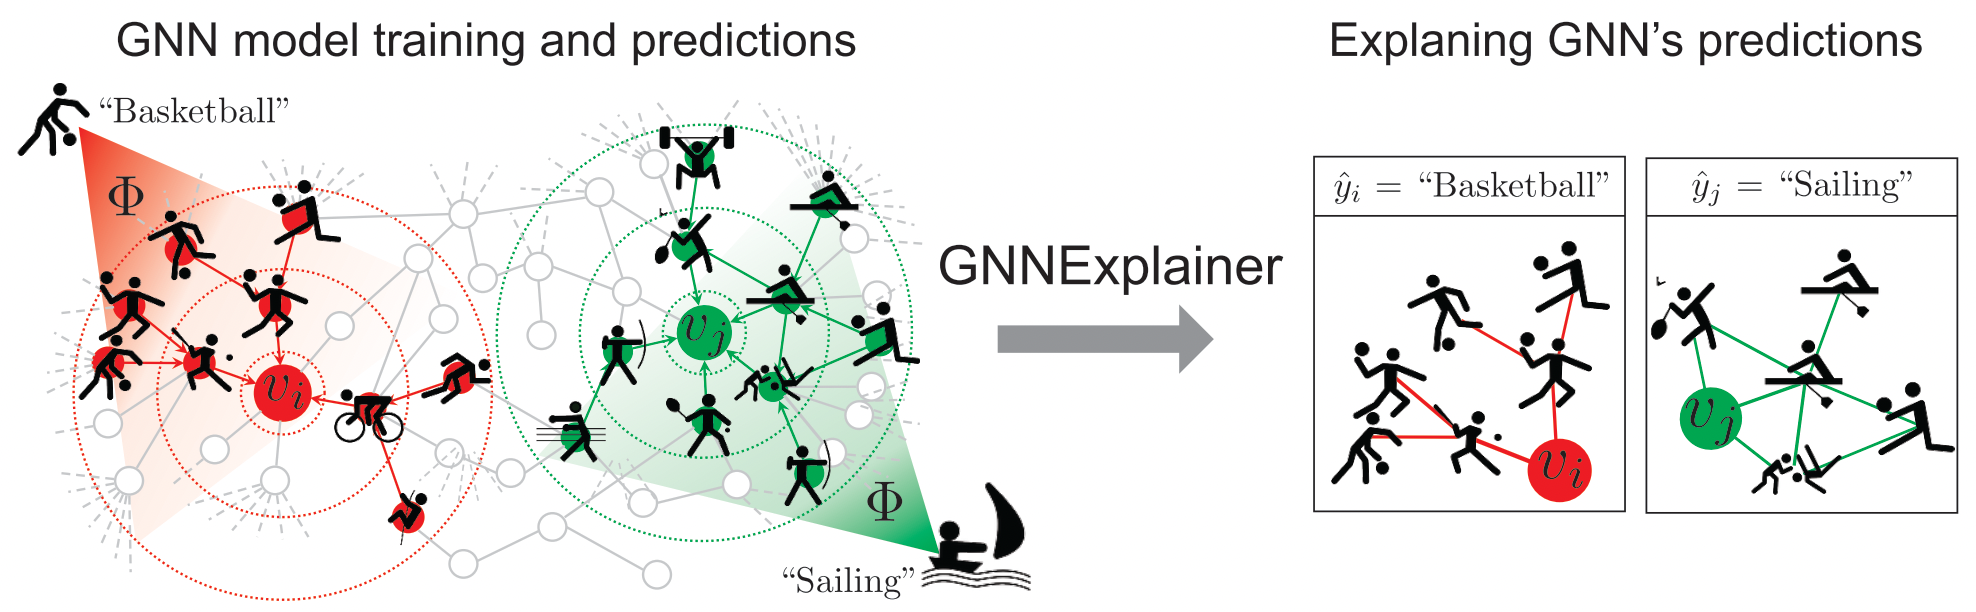 GNN model training and predictions
Explaning GNN's predictions
“Basketball”
Φ
v_i
v_j
Φ
“Sailing”
GNNExplainer
ŷ_i = “Basketball”
v_i
ŷ_j = “Sailing”
v_j